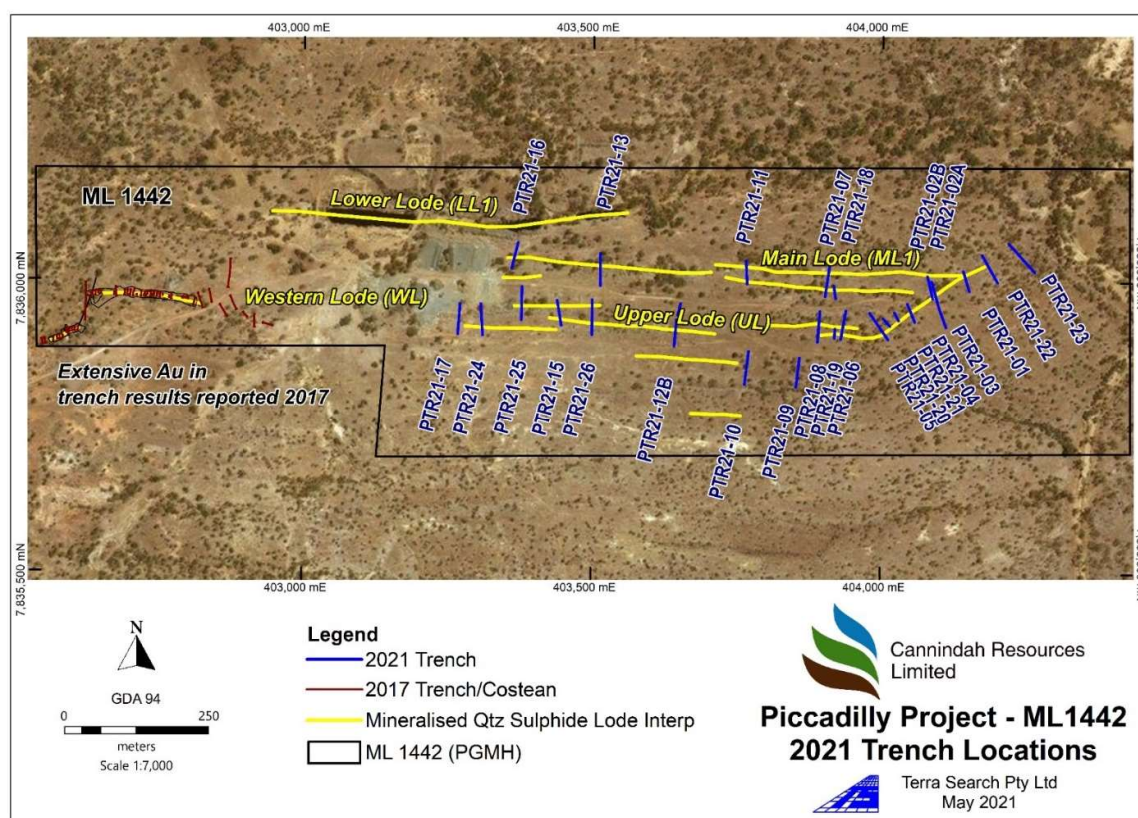 403,000 mE
403,500 mE
404,000 mE
ML 1442
Lower Lode (LL1)
PTR21-16
PTR21-13
PTR21-11
PTR21-07
PTR21-18
PTR21-02B
PTR21-02A
7,836,000 mN
Western Lode (WL)
Main Lode (ML1)
Upper Lode (UL)
Extensive Au in
trench results reported 2017
PTR21-17
PTR21-24
PTR21-25
PTR21-15
PTR21-26
PTR21-12B
PTR21-10
PTR21-09
PTR21-08
PTR21-19
PTR21-06
PTR21-05
PTR21-20
PTR21-21
PTR21-04
PTR21-03
PTR21-01
PTR21-22
PTR21-23
7,835,500 mN
403,000 mE
403,500 mE
404,000 mE
N
GDA 94
0 250
meters
Scale 1:7,000
Legend
2021 Trench
2017 Trench/Costean
Mineralised Qtz Sulphide Lode Interp
ML 1442 (PGMH)
Cannindah Resources
Limited
Piccadilly Project - ML1442
2021 Trench Locations
Terra Search Pty Ltd
May 2021